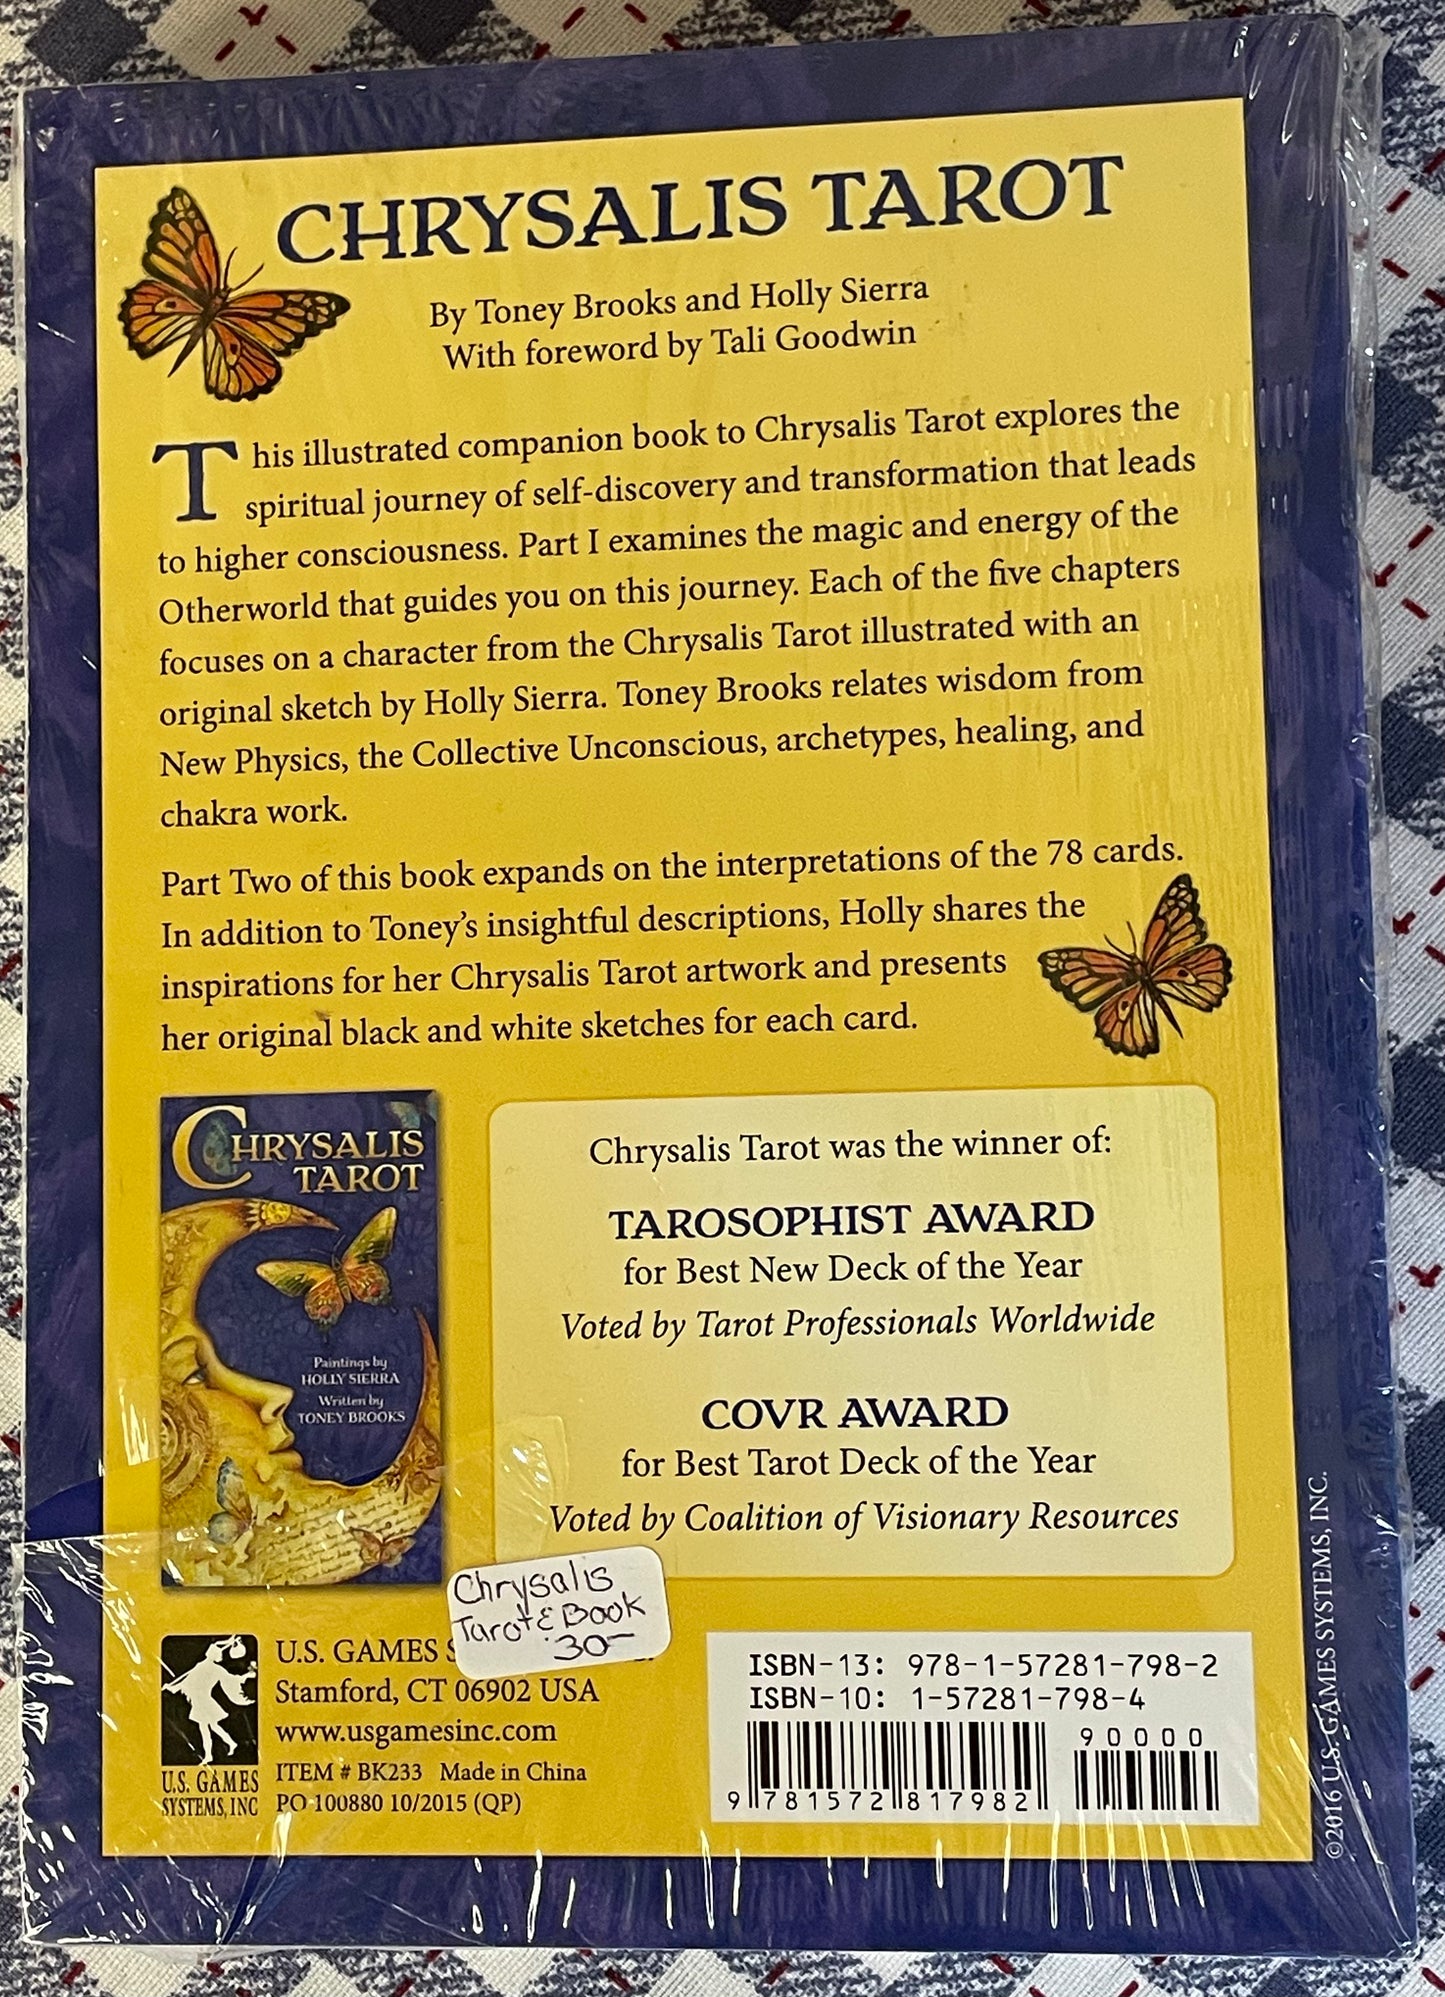 CHRYSALIS TAROT
By Toney Brooks and Holly Sierra
With foreword by Tali Goodwin
This illustrated companion book to Chrysalis Tarot explores the
spiritual journey of self-discovery and transformation that leads
to higher consciousness. Part I examines the magic and energy of the
Otherworld that guides you on this journey. Each of the five chapters
focuses on a character from the Chrysalis Tarot illustrated with an
original sketch by Holly Sierra. Toney Brooks relates wisdom from
New Physics, the Collective Unconscious, archetypes, healing, and
chakra work.
Part Two of this book expands on the interpretations of the 78 cards.
In addition to Toney's insightful descriptions, Holly shares the
inspirations for her Chrysalis Tarot artwork and presents
her original black and white sketches for each card.
CHRYSALIS
TAROT
Paintings by
HOLLY SIERRA
Written by
TONEY BROOKS
Chrysalis Tarot was the winner of:
TAROSOPHIST AWARD
for Best New Deck of the Year
Voted by Tarot Professionals Worldwide
COVR AWARD
for Best Tarot Deck of the Year
Voted by Coalition of Visionary Resources
Chrysalis
Tarot & Book
30-
U.S. GAMES
SYSTEMS, INC
U.S. GAMES
Stamford, CT 06902 USA
www.usgamesinc.com
ITEM # BK233 Made in China
PO 100880 10/2015 (QP)
ISBN-13: 978-1-57281-798-2
ISBN-10: 1-57281-798-4
90000
9 781572 817982
©2016 U.S. GAMES SYSTEMS, INC.